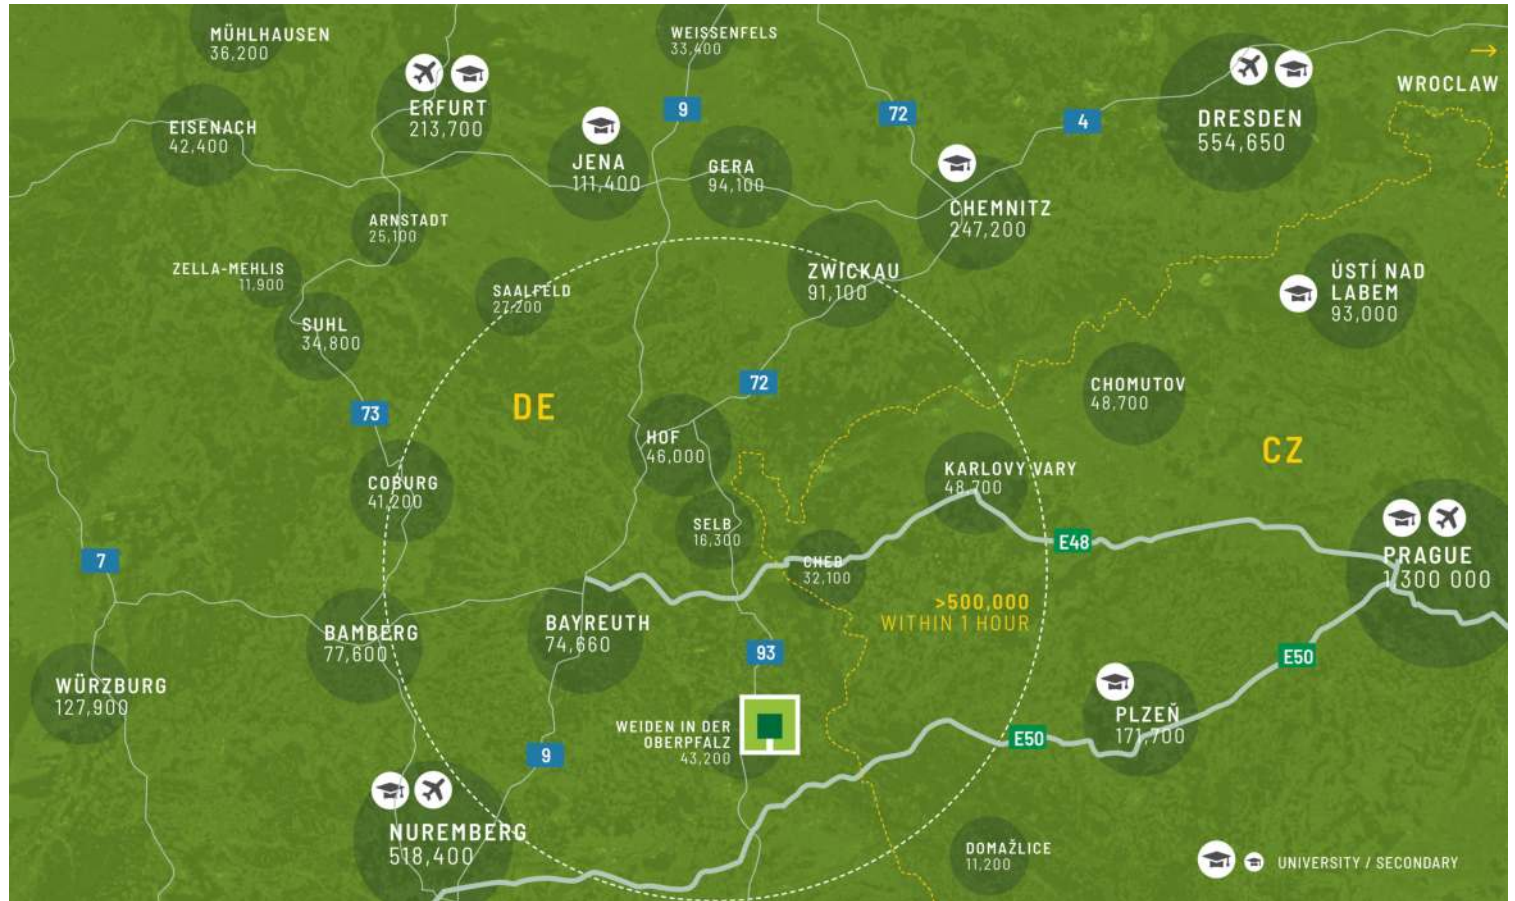 MÜHLHAUSEN
36,200
WEISSENFELS
33,400
WROCLAW
ERFURT
213,700
EISENACH
42,400
9
72
4
DRESDEN
554,650
JENA
111,400
GERA
94,100
CHEMNITZ
247,200
ARNSTADT
25,100
ZELLA-MEHLIS
11,900
SAALFELD
27,200
ZWICKAU
91,100
ÚSTÍ NAD
LABEM
93,000
SUHL
34,800
72
73
DE
CHOMUTOV
48,700
CZ
HOF
46,000
COBURG
41,200
KARLOVY VARY
48,700
SELB
16,300
E48
7
CHEB
32,100
PRAGUE
1,300 000
>500,000
WITHIN 1 HOUR
BAMBERG
77,600
BAYREUTH
74,660
93
E50
WÜRZBURG
127,900
PLZEŇ
171,700
WEIDEN IN DER
OBERPFALZ
43,200
E50
9
NUREMBERG
518,400
DOMAŽLICE
11,200
UNIVERSITY / SECONDARY